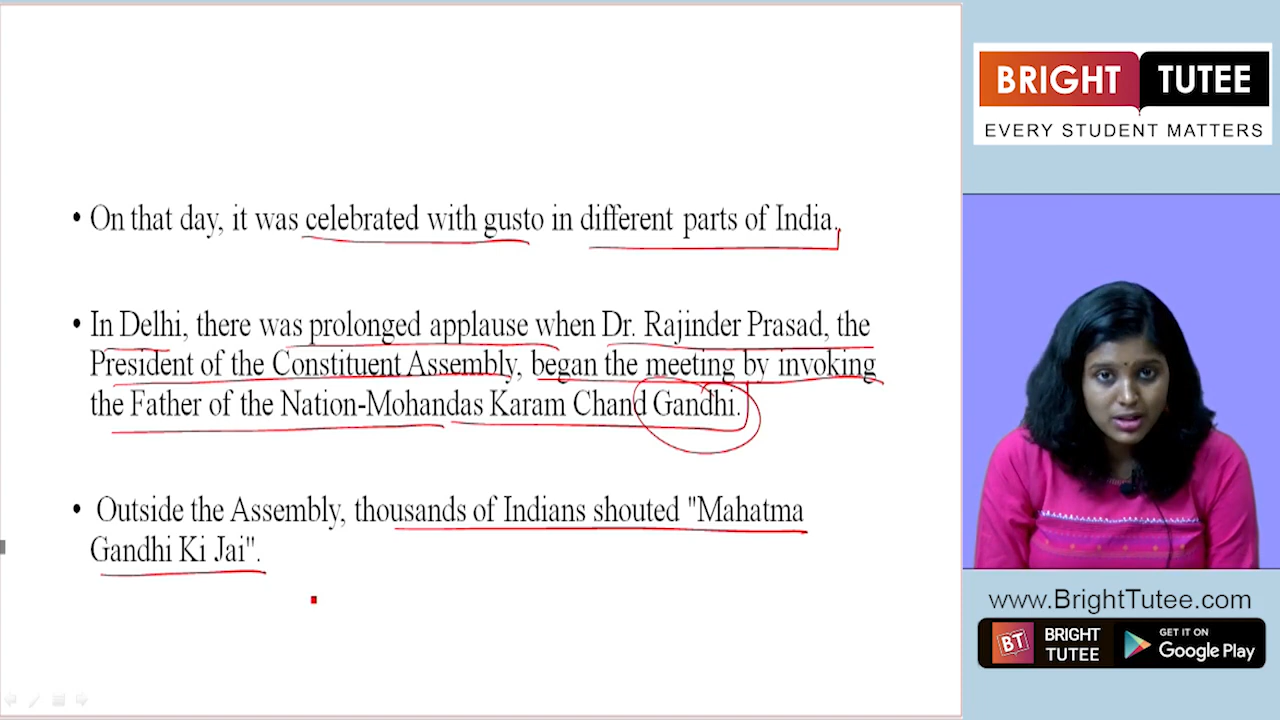 • On that day, it was celebrated with gusto in different parts of India.
• In Delhi, there was prolonged applause when Dr. Rajinder Prasad, the
President of the Constituent Assembly, began the meeting by invoking
the Father of the Nation-Mohandas Karam Chand Gandhi.
• Outside the Assembly, thousands of Indians shouted "Mahatma
Gandhi Ki Jai".
BRIGHT TUTEE
EVERY STUDENT MATTERS
www.BrightTutee.com
BT
BRIGHT
TUTEE
GET IT ON
Google Play